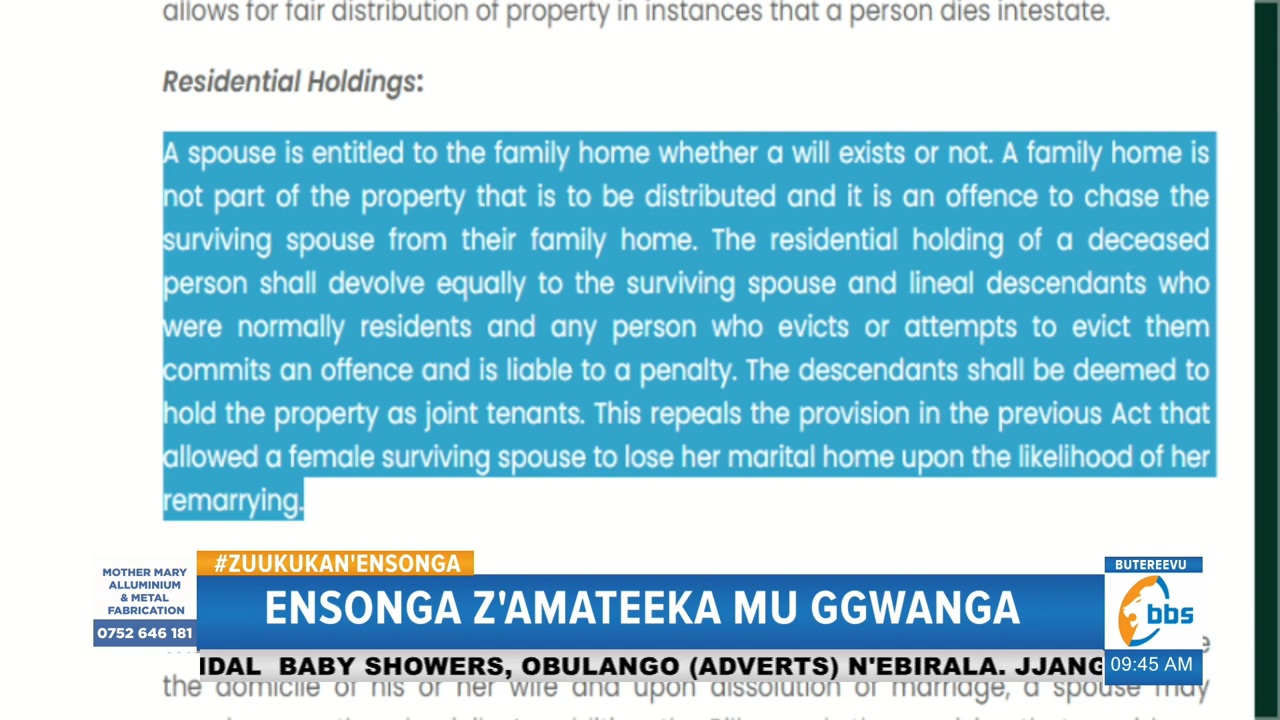 allows for fair distribution of property in instances that a person dies intestate.
Residential Holdings:
A spouse is entitled to the family home whether a will exists or not. A family home is
not part of the property that is to be distributed and it is an offence to chase the
surviving spouse from their family home. The residential holding of a deceased
person shall devolve equally to the surviving spouse and lineal descendants who
were normally residents and any person who evicts or attempts to evict them
commits an offence and is liable to a penalty. The descendants shall be deemed to
hold the property as joint tenants. This repeals the provision in the previous Act that
allowed a female surviving spouse to lose her marital home upon the likelihood of her
remarrying.
#ZUUKUKAN'ENSONGA
BUTEREEVU
MOTHER MARY
ALLUMINIUM
& METAL
FABRICATION
0752 646 181
ENSONGA Z'AMATEEKA MU GGWANGA
bbs
BABY SHOWERS, OBULANGO (ADVERTS) N'EBIRALA. JJANG
09:45 AM
the domicile of his or her wife and upon dissolution of marriage, a spouse may